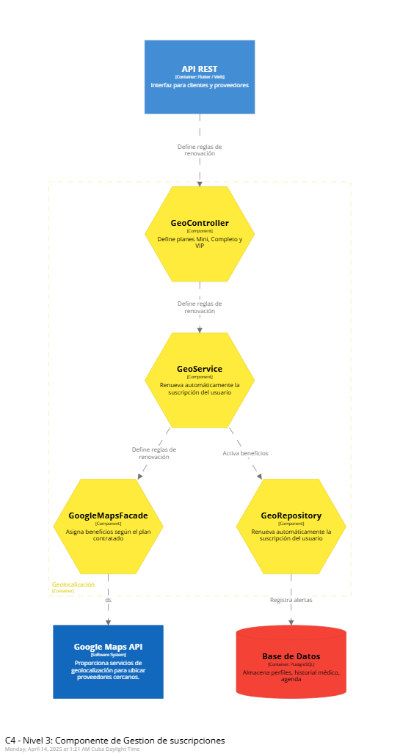 API REST
[Container: Flutter / Web]
Interfaz para clientes y proveedores
Define reglas de
renovación
GeoController
[Component]
Define planes Mini, Completo y
VIP
Define reglas de
renovación
GeoService
[Component]
Renueva automáticamente la
suscripción del usuario
Define reglas de
renovación
Activa beneficios
GoogleMapsFacade
[Component]
Asigna beneficios según el plan
contratado
GeoRepository
[Component]
Renueva automáticamente la
suscripción del usuario
Geolocalización
[Container]
Registra alertas
Google Maps API
[Software System]
Proporciona servicios de
geolocalización para ubicar
proveedores cercanos.
Base de Datos
[Container: PostgreSQL]
Almacena perfiles, historial médico,
agenda
C4 - Nivel 3: Componente de Gestion de suscripciones
Monday, April 14, 2025 at 1:21 AM Cuba Daylight Time